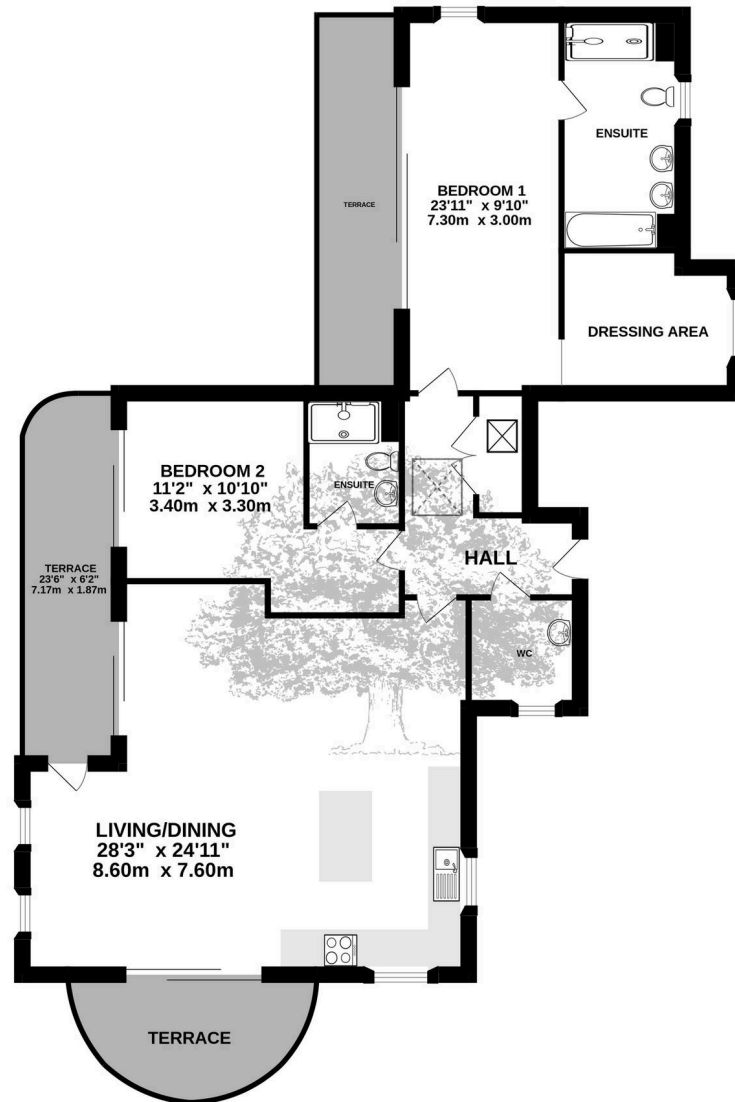 ENSUITE
BEDROOM 1
23'11" x 9'10"
7.30m x 3.00m
TERRACE
DRESSING AREA
BEDROOM 2
11'2" x 10'10"
3.40m x 3.30m
ENSUITE
HALL
TERRACE
23'6" x 6'2"
7.17m x 1.87m
WC
LIVING/DINING
28'3" x 24'11"
8.60m x 7.60m
TERRACE